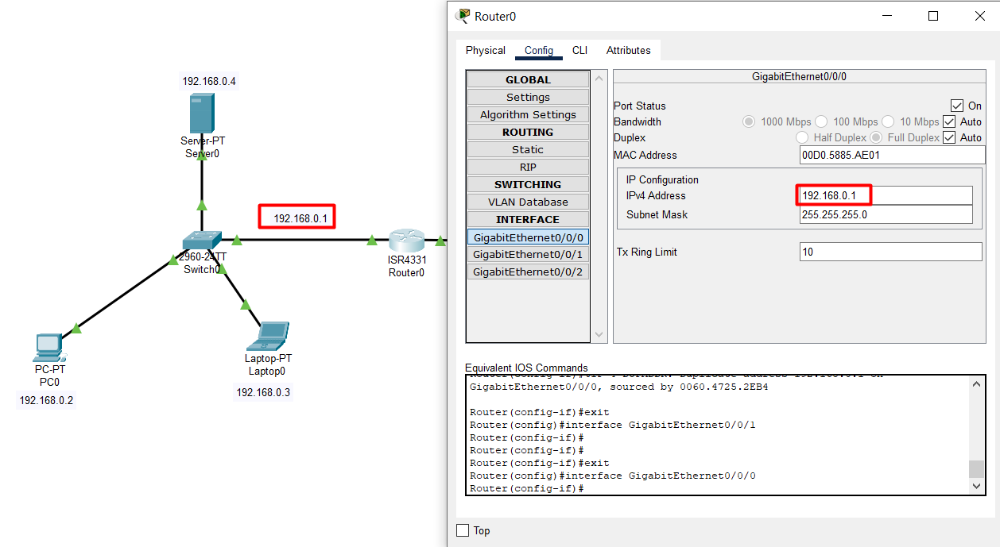 192.168.0.4
Server-PT
Server0
192.168.0.1
2960-24TT
Switch0
ISR4331
Router0
PC-PT
PC0
192.168.0.2
Laptop-PT
Laptop0
192.168.0.3
Router0
Physical Config CLI Attributes
GLOBAL
Settings
Algorithm Settings
ROUTING
Static
RIP
SWITCHING
VLAN Database
INTERFACE
GigabitEthernet0/0/0
GigabitEthernet0/0/1
GigabitEthernet0/0/2
GigabitEthernet0/0/0
Port Status On
Bandwidth 1000 Mbps 100 Mbps 10 Mbps Auto
Duplex Half Duplex Full Duplex Auto
MAC Address 00D0.5885.AE01
IP Configuration
IPv4 Address 192.168.0.1
Subnet Mask 255.255.255.0
Tx Ring Limit 10
Equivalent IOS Commands
GigabitEthernet0/0/0, sourced by 0060.4725.2EB4
Router(config-if)#exit
Router(config)#interface GigabitEthernet0/0/1
Router(config-if)#
Router(config-if)#
Router(config-if)#exit
Router(config)#interface GigabitEthernet0/0/0
Router(config-if)#
Top